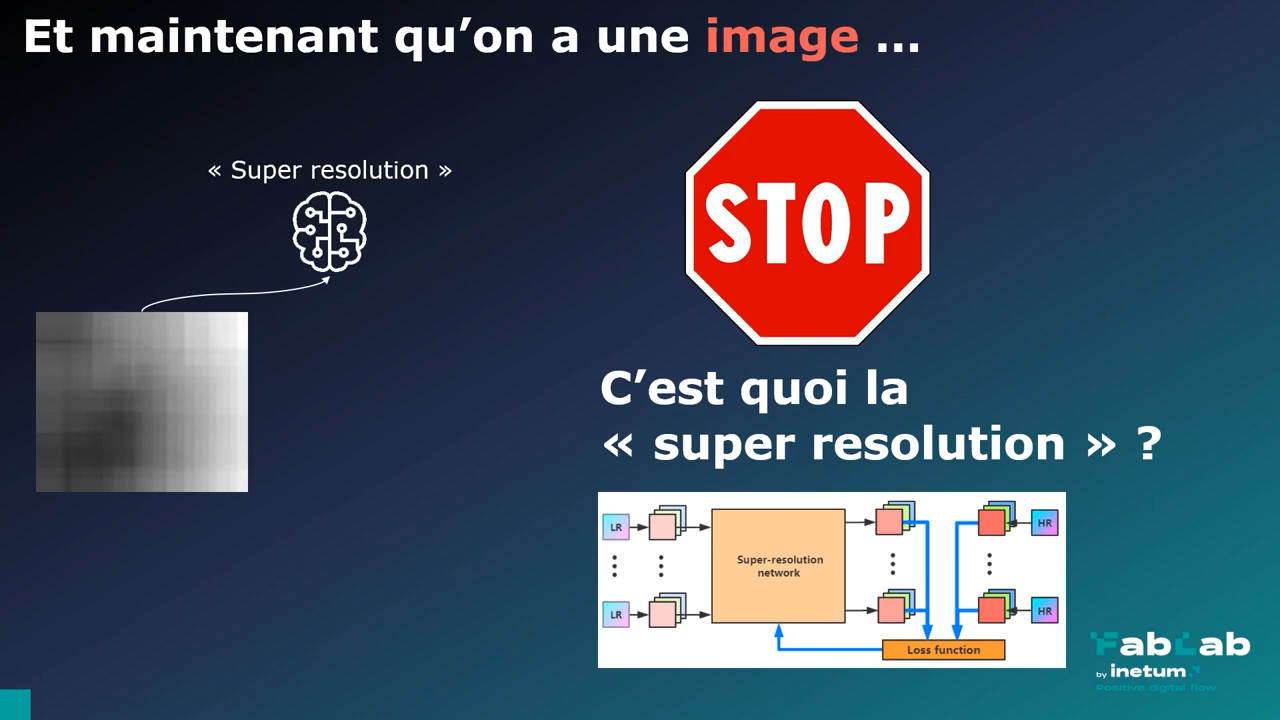 Et maintenant qu’on a une image ...
« Super resolution »
STOP
C’est quoi la
« super resolution » ?
LR
Super-resolution
network
HR
LR
HR
Loss function
FabLab
by inetum
Positive digital flow